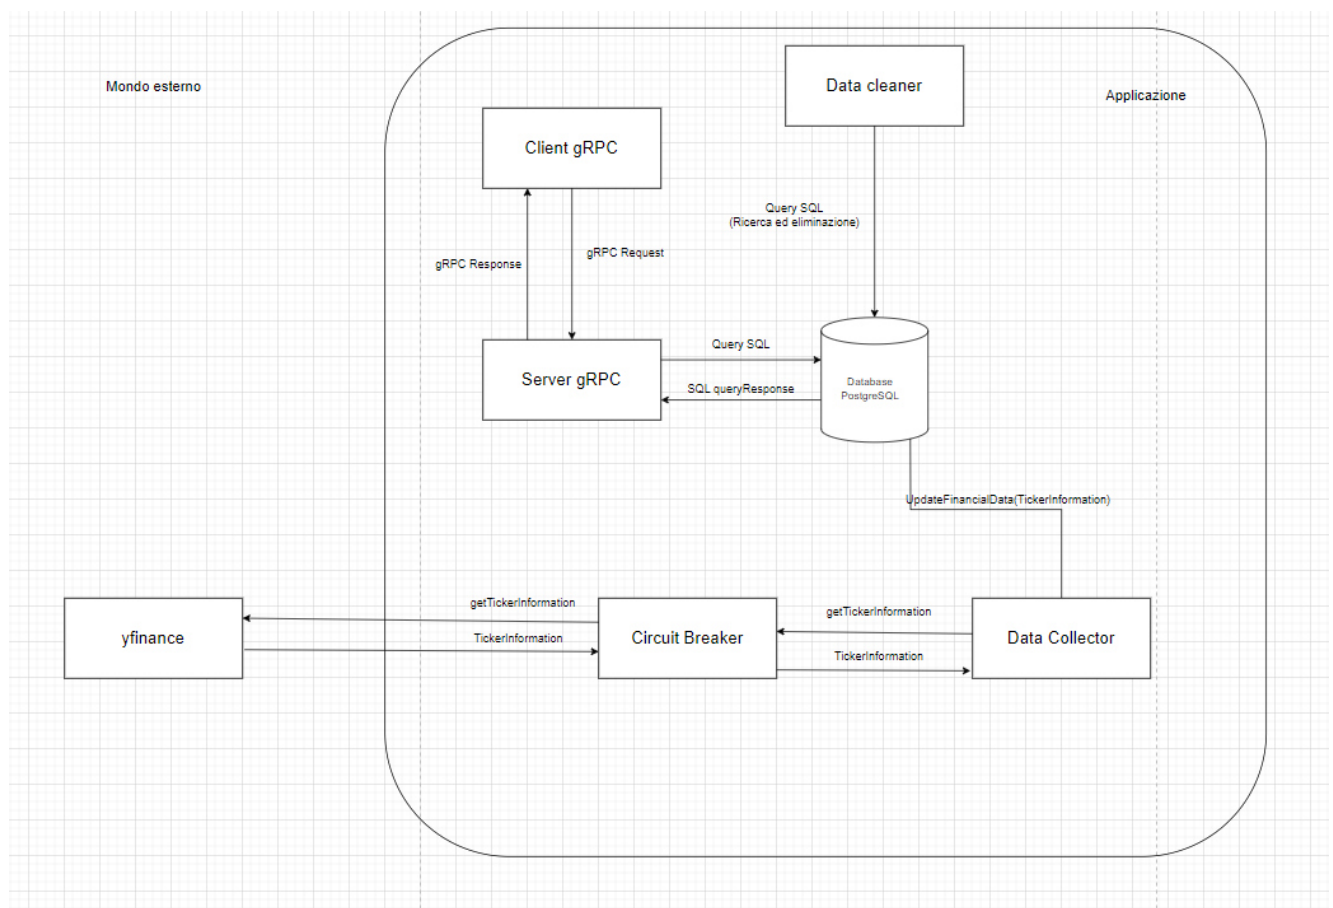 Mondo esterno
Data cleaner
Applicazione
Client gRPC
Query SQL
(Ricerca ed eliminazione)
gRPC Response
gRPC Request
Server gRPC
Query SQL
SQL queryResponse
Database
PostgreSQL
UpdateFinancialData(TickerInformation)
yfinance
getTickerInformation
TickerInformation
Circuit Breaker
getTickerInformation
TickerInformation
Data Collector